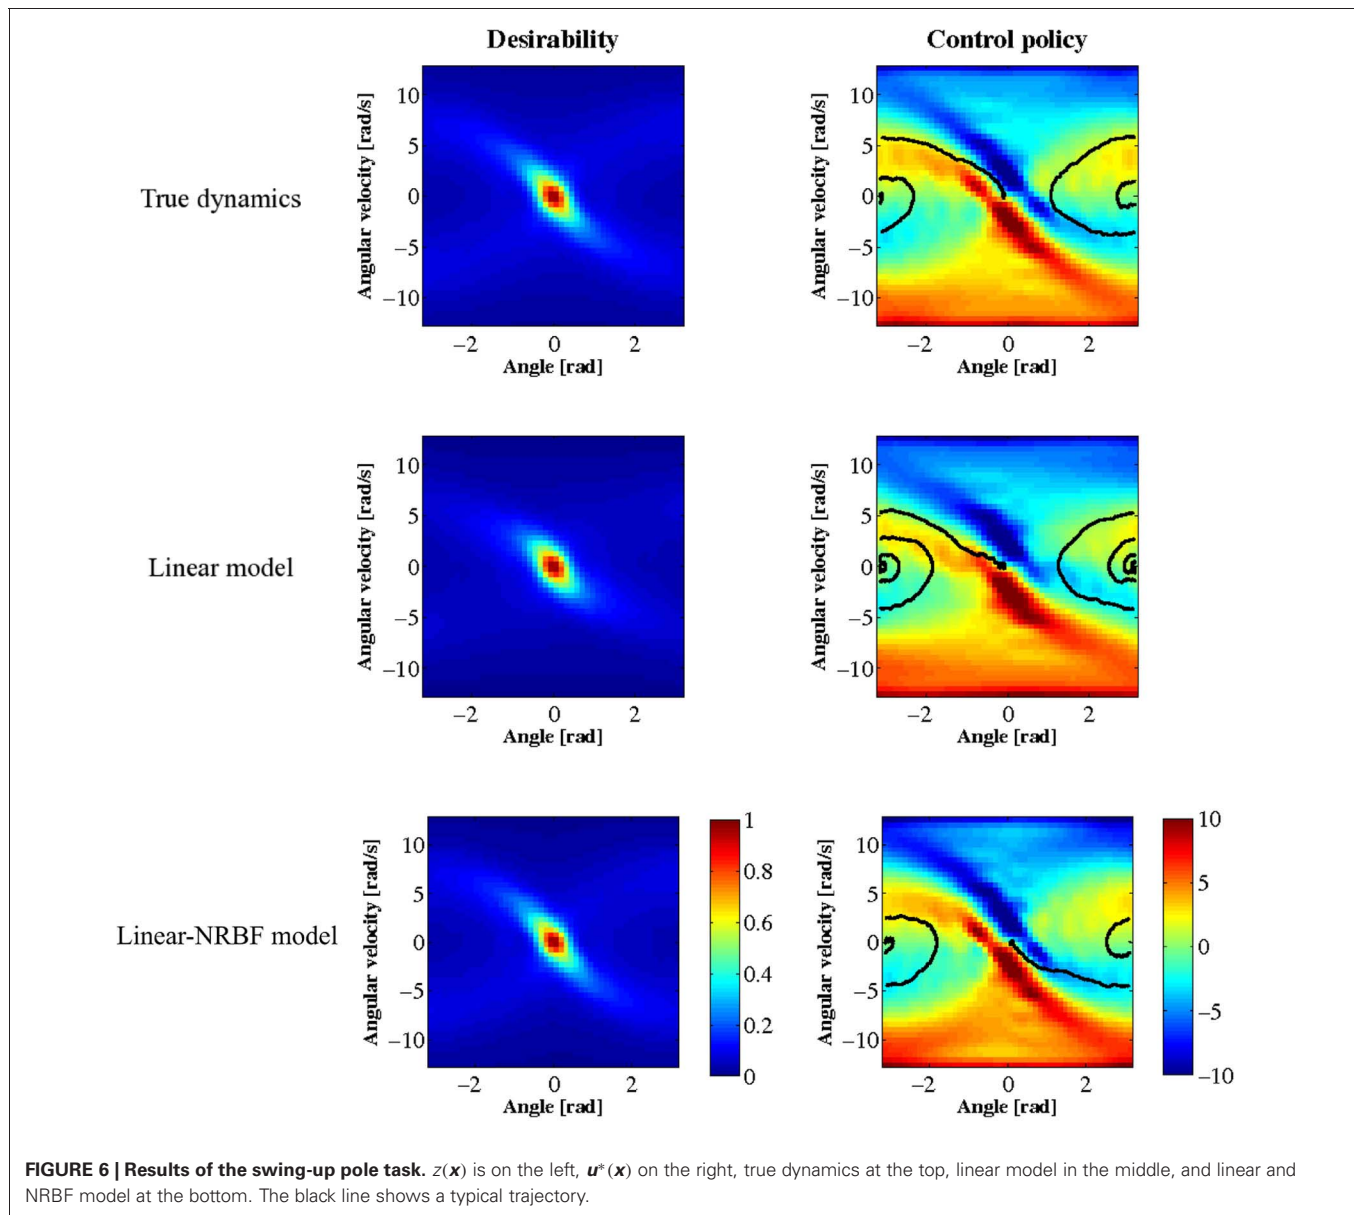 Desirability
Control policy
True dynamics
Angular velocity [rad/s]
10
5
0
−5
−10
−2 0 2
Angle [rad]
Angular velocity [rad/s]
10
5
0
−5
−10
−2 0 2
Angle [rad]
Linear model
Angular velocity [rad/s]
10
5
0
−5
−10
−2 0 2
Angle [rad]
Angular velocity [rad/s]
10
5
0
−5
−10
−2 0 2
Angle [rad]
Linear-NRBF model
Angular velocity [rad/s]
10
5
0
−5
−10
−2 0 2
Angle [rad]
1
0.8
0.6
0.4
0.2
0
Angular velocity [rad/s]
10
5
0
−5
−10
−2 0 2
Angle [rad]
10
5
0
−5
−10
FIGURE 6 | Results of the swing-up pole task. z(x) is on the left, u*(x) on the right, true dynamics at the top, linear model in the middle, and linear and
NRBF model at the bottom. The black line shows a typical trajectory.